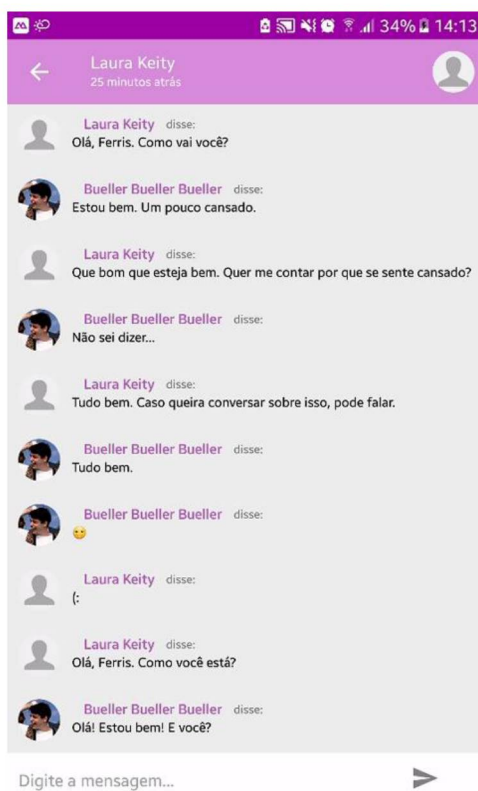 34% 14:13
Laura Keity
25 minutos atrás
Laura Keity disse:
Olá, Ferris. Como vai você?
Bueller Bueller Bueller disse:
Estou bem. Um pouco cansado.
Laura Keity disse:
Que bom que esteja bem. Quer me contar por que se sente cansado?
Bueller Bueller Bueller disse:
Não sei dizer...
Laura Keity disse:
Tudo bem. Caso queira conversar sobre isso, pode falar.
Bueller Bueller Bueller disse:
Tudo bem.
Bueller Bueller Bueller disse:
Laura Keity disse:
(:
Laura Keity disse:
Olá, Ferris. Como você está?
Bueller Bueller Bueller disse:
Olá! Estou bem! E você?
Digite a mensagem...